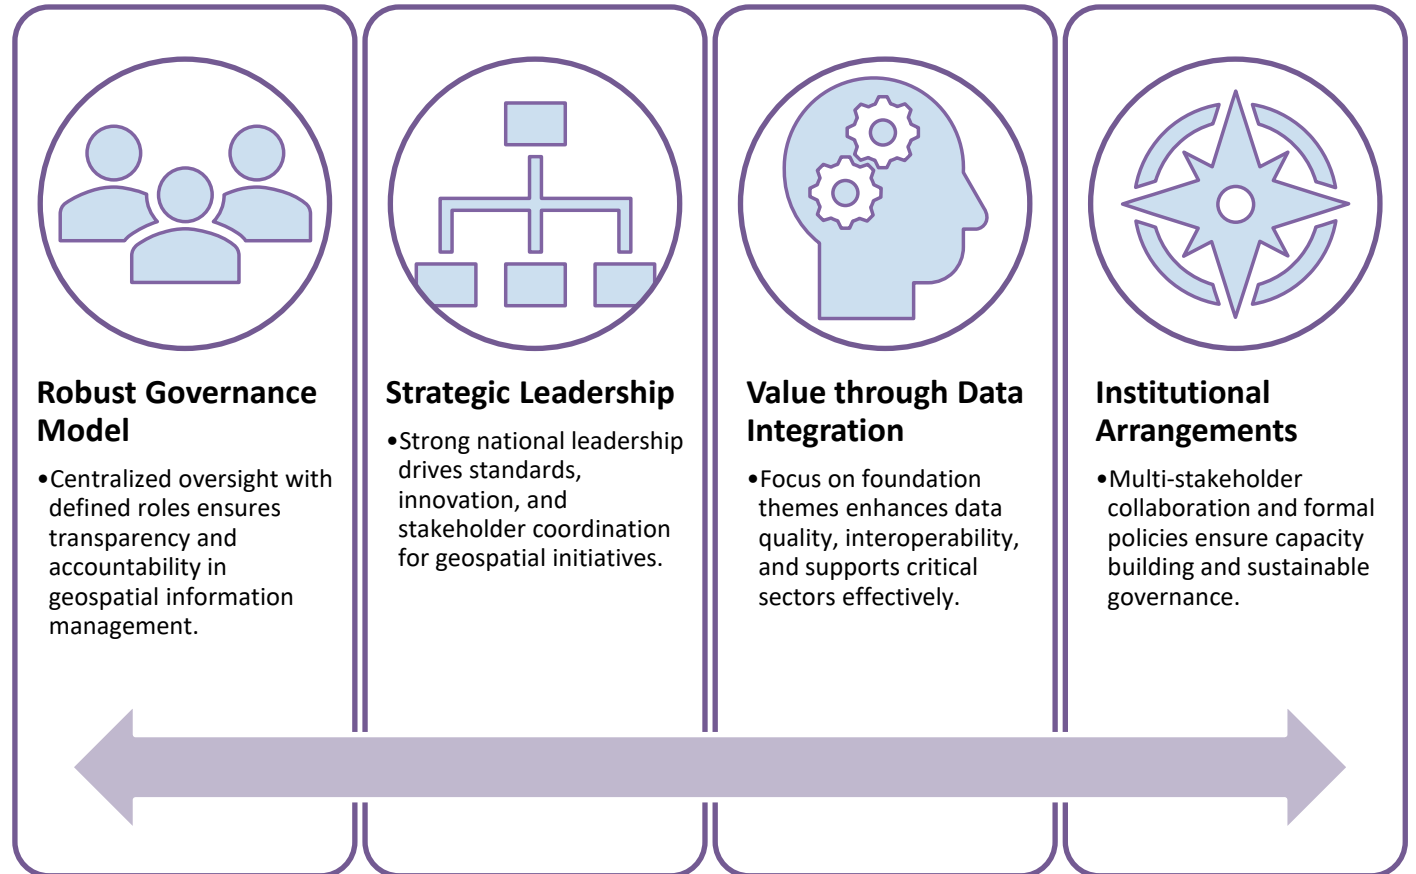 Robust Governance
Model
•Centralized oversight with
defined roles ensures
transparency and
accountability in
geospatial information
management.
Strategic Leadership
•Strong national leadership
drives standards,
innovation, and
stakeholder coordination
for geospatial initiatives.
Value through Data
Integration
•Focus on foundation
themes enhances data
quality, interoperability,
and supports critical
sectors effectively.
Institutional
Arrangements
•Multi-stakeholder
collaboration and formal
policies ensure capacity
building and sustainable
governance.